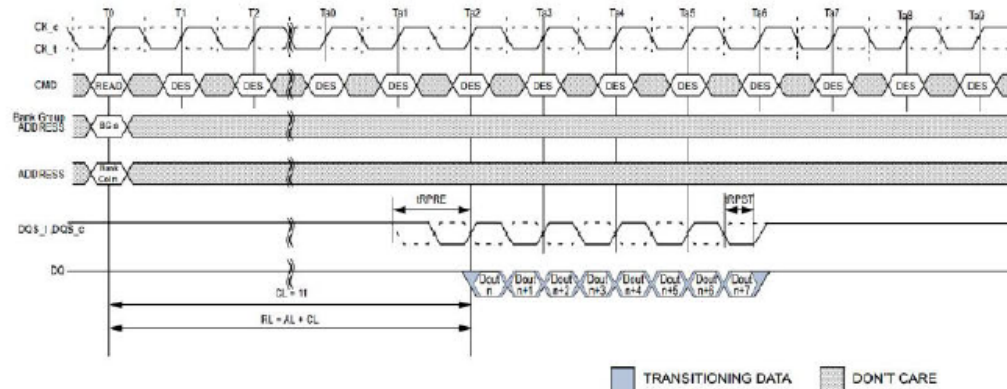 T0 T1 T2 Ta0 Ta1 Ta2 Ta3 Ta4 Ta5 Ta6 Ta7 Ta8 Ta9
CK_c
CK_t
CMD READ DES DES DES DES DES DES DES DES DES DES DES DES
Bank Group
ADDRESS
ADDRESS Bank
tRPRE tRPST
DQS_t,DQS_c
DQ Dout Dout Dout Dout Dout Dout Dout Dout
n n+1 n+2 n+3 n+4 n+5 n+6 n+7
CL = 11
RL = AL + CL
TRANSITIONING DATA DON'T CARE